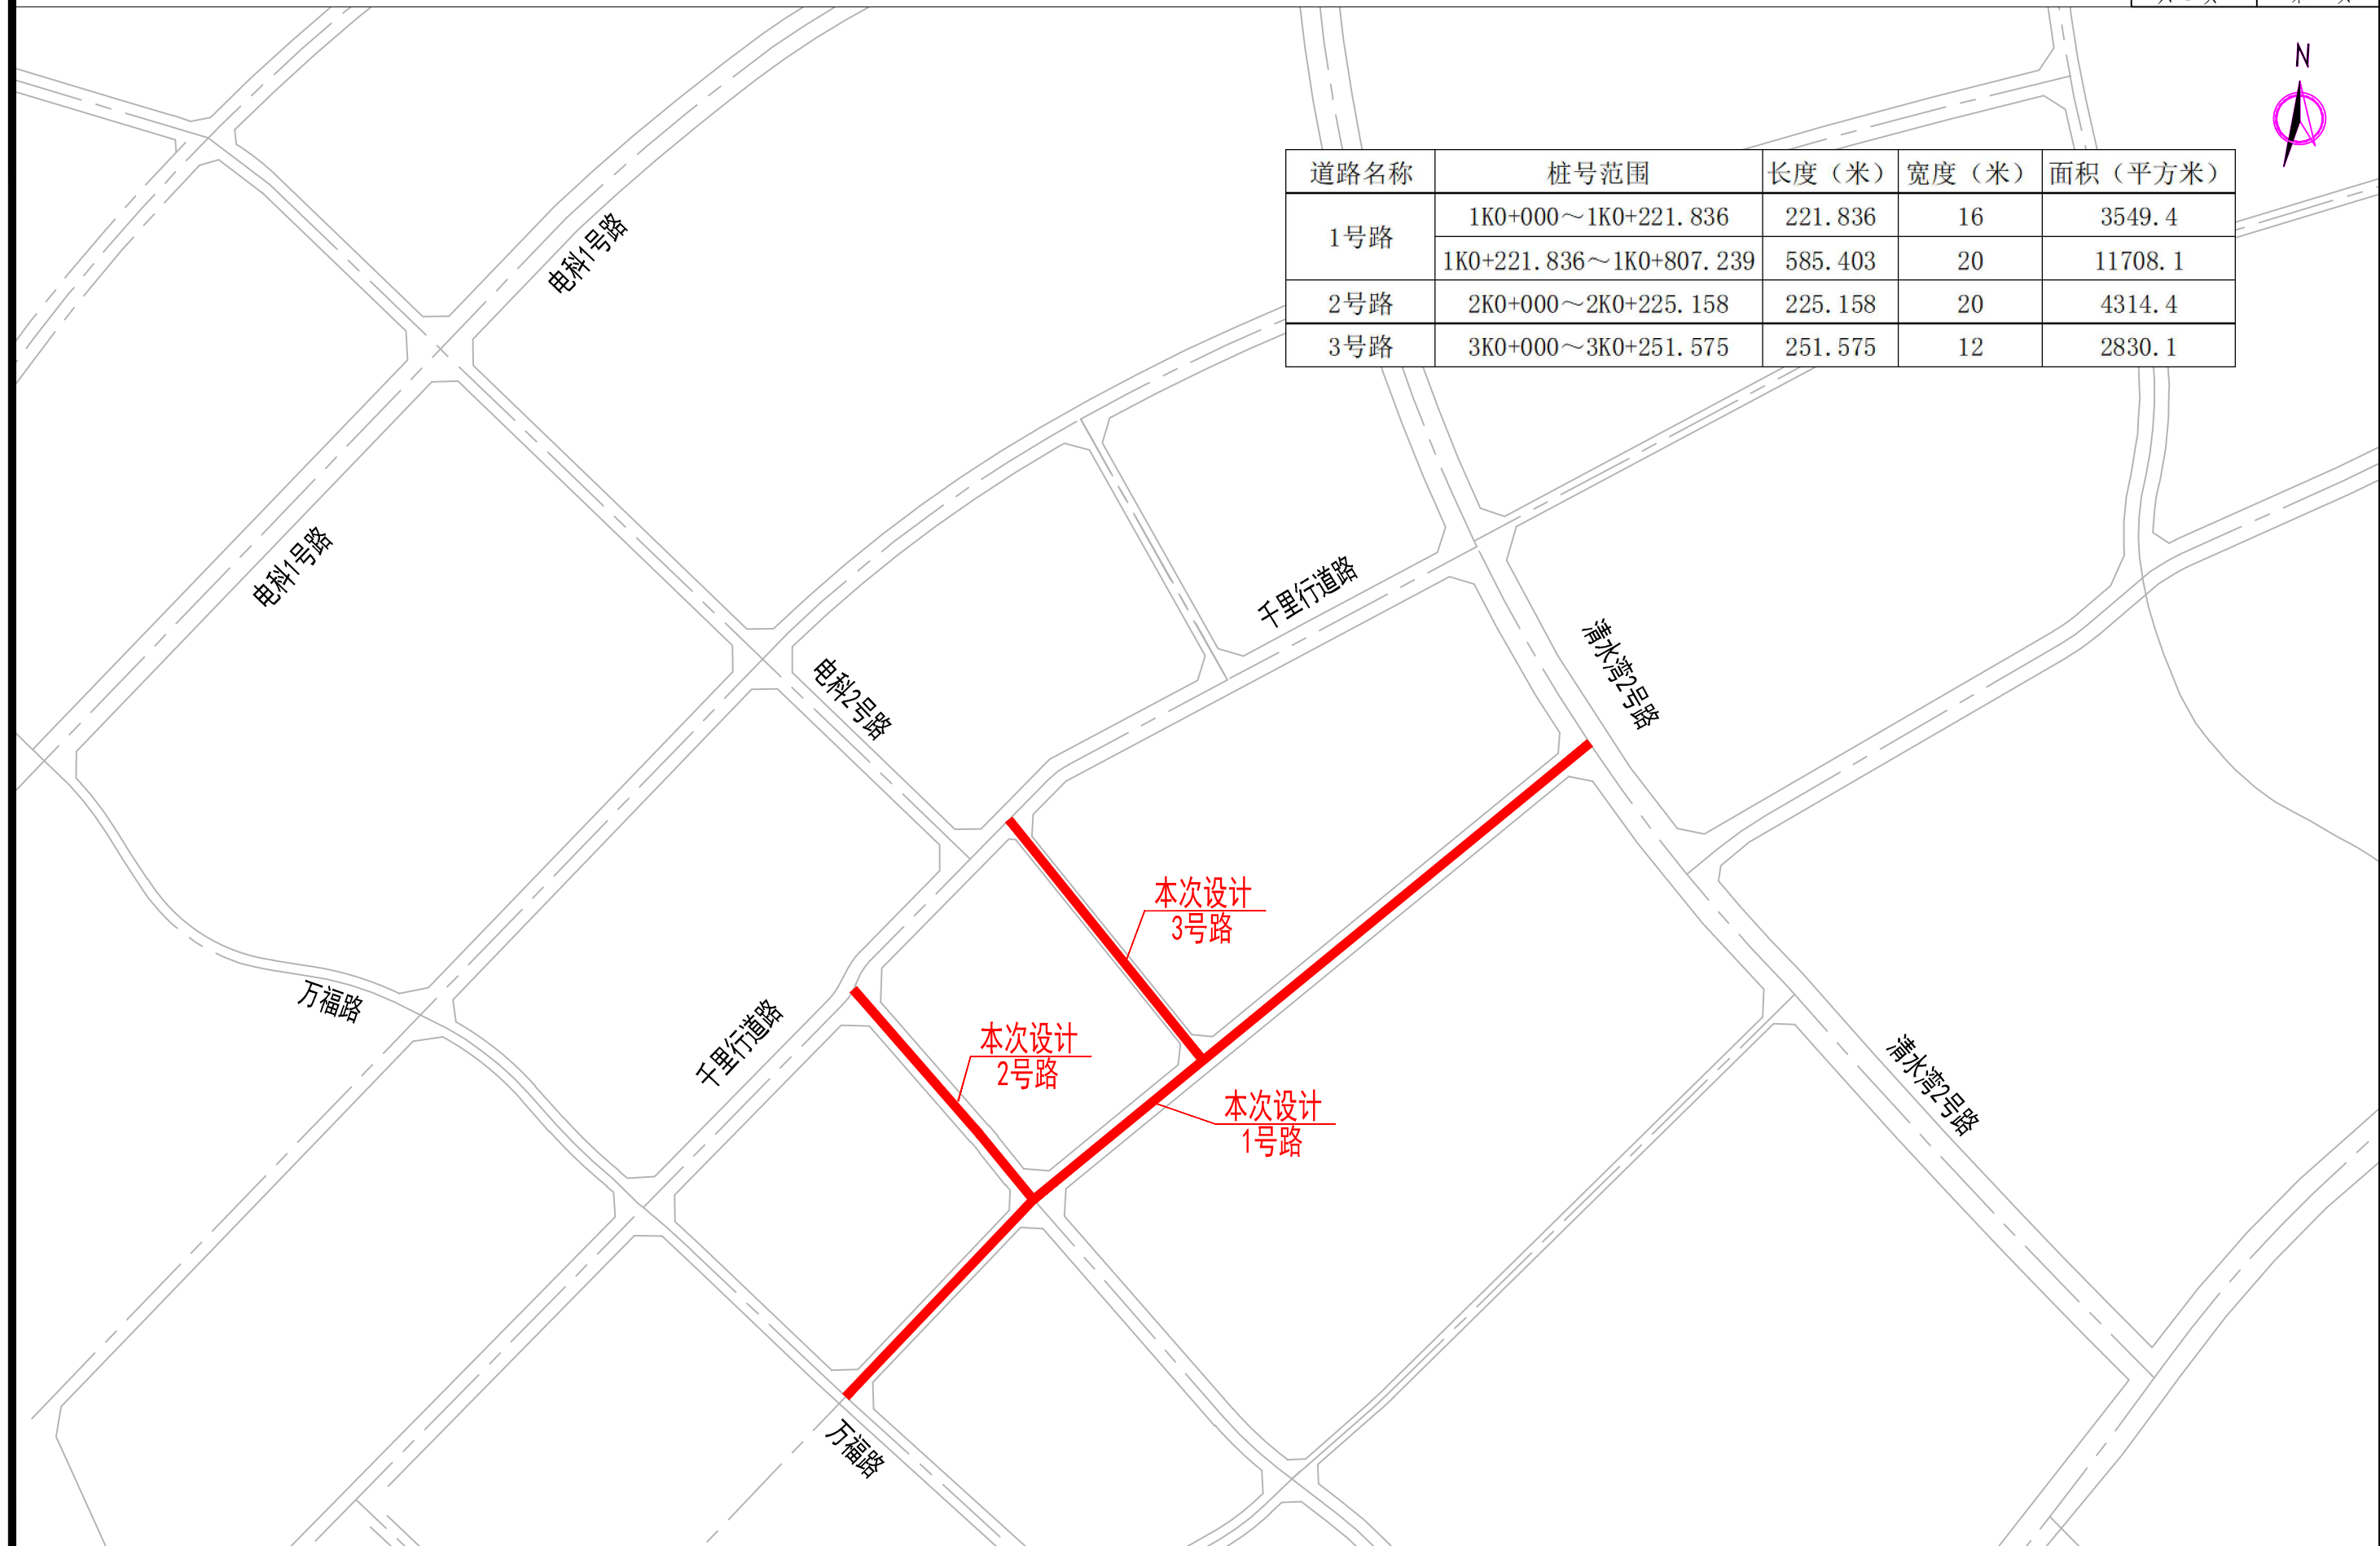 N
道路名称 桩号范围 长度（米） 宽度（米） 面积（平方米）
1号路 1K0+000～1K0+221.836 221.836 16 3549.4
1K0+221.836～1K0+807.239 585.403 20 11708.1
2号路 2K0+000～2K0+225.158 225.158 20 4314.4
3号路 3K0+000～3K0+251.575 251.575 12 2830.1
电科1号路
电科1号路
千里行道路
清水湾2号路
电科2号路
本次设计
3号路
万福路
千里行道路
本次设计
2号路
本次设计
1号路
清水湾2号路
万福路